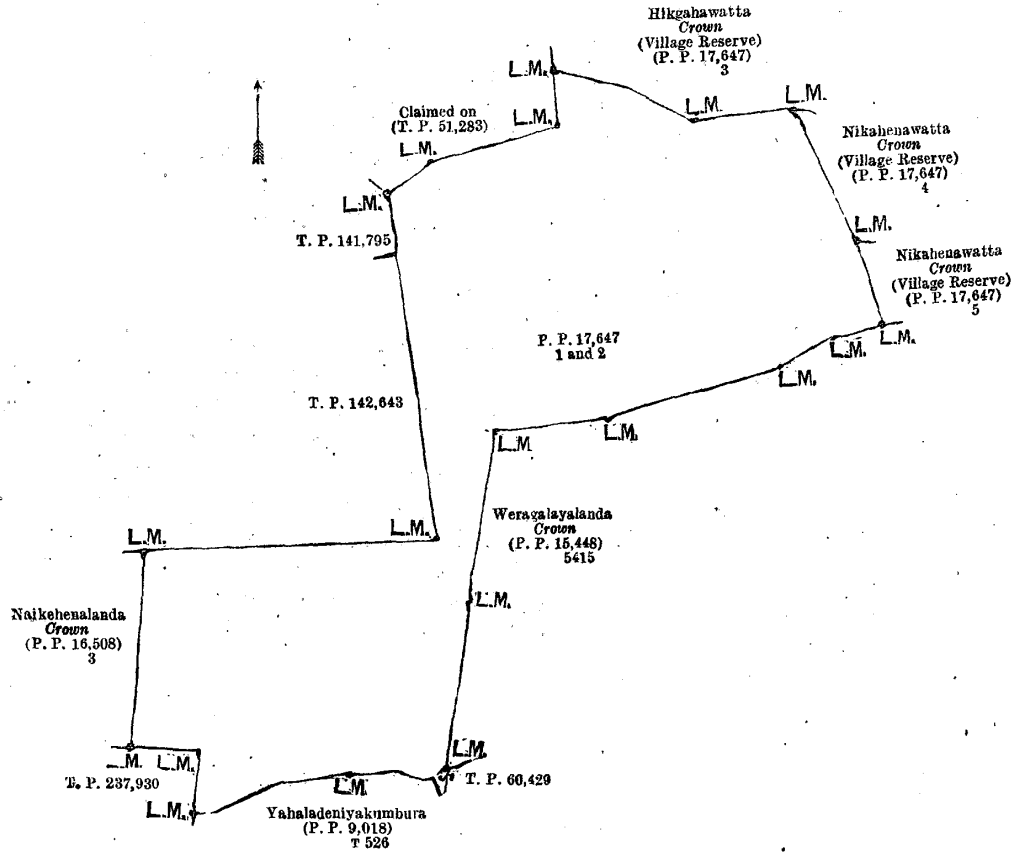 Hikgahawatta
Crown
(Village Reserve)
(P. P. 17,647)
3
L.M.
L.M.
L.M.
Claimed on
(T. P. 51,283)
L.M.
L.M.
Nikahenawatta
Crown
(Village Reserve)
(P. P. 17,647)
4
L.M.
T. P. 141,795
L.M.
Nikahenawatta
Crown
(Village Reserve)
(P. P. 17,647)
5
P. P. 17,647
1 and 2
L.M.
L.M.
L.M.
T. P. 142,643
L.M.
L.M
Weragalayalanda
Crown
(P. P. 15,448)
5415
L.M.
L.M.
L.M.
Naikehenalanda
Crown
(P. P. 16,508)
3
L.M.
L.M.
L.M.
T. P. 237,930
L.M.
T. P. 60,429
L.M.
Yahaladeniyakumbura
(P. P. 9,018)
T 526